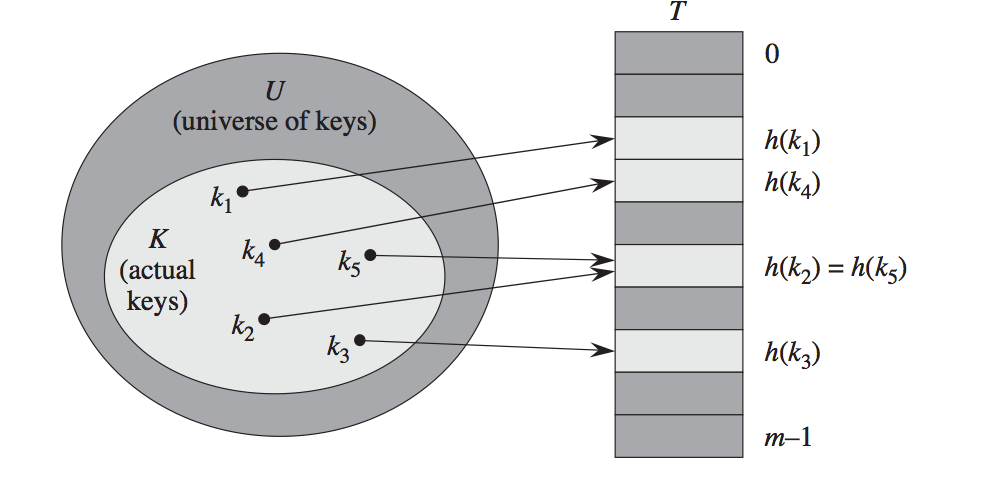 T
U
(universe of keys)
K
(actual
keys)
k₁
k₄
k₅
k₂
k₃
0
h(k₁)
h(k₄)
h(k₂) = h(k₅)
h(k₃)
m–1